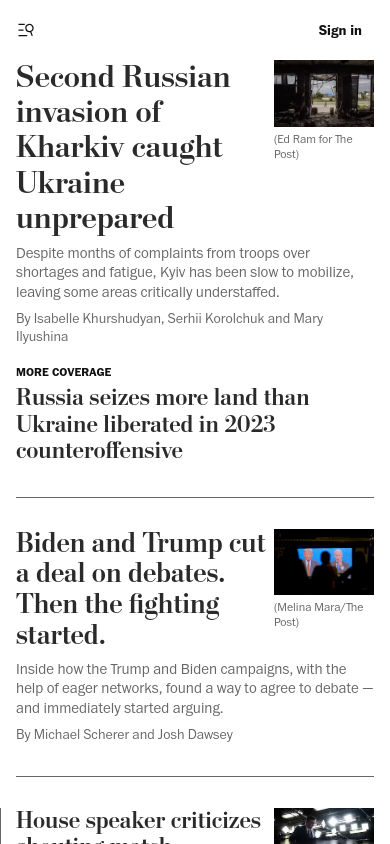 Sign in
Second Russian
invasion of
Kharkiv caught
Ukraine
unprepared
(Ed Ram for The
Post)
Despite months of complaints from troops over
shortages and fatigue, Kyiv has been slow to mobilize,
leaving some areas critically understaffed.
By Isabelle Khurshudyan, Serhii Korolchuk and Mary
Ilyushina
MORE COVERAGE
Russia seizes more land than
Ukraine liberated in 2023
counteroffensive
Biden and Trump cut
a deal on debates.
Then the fighting
started.
(Melina Mara/The
Post)
Inside how the Trump and Biden campaigns, with the
help of eager networks, found a way to agree to debate —
and immediately started arguing.
By Michael Scherer and Josh Dawsey
House speaker criticizes
shouting match